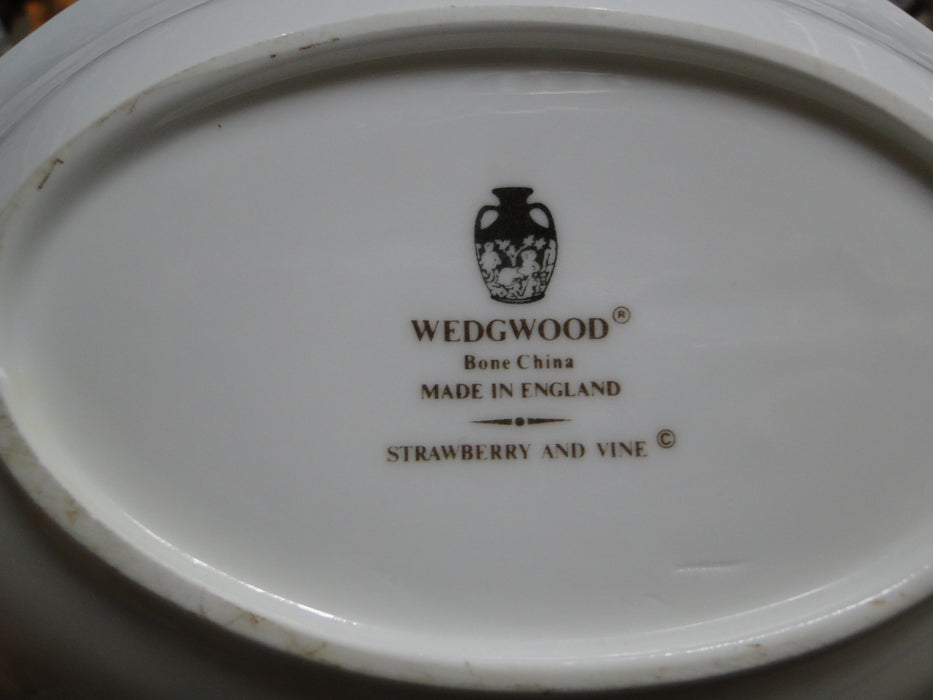 WEDGWOOD®
Bone China
MADE IN ENGLAND
STRAWBERRY AND VINE ©